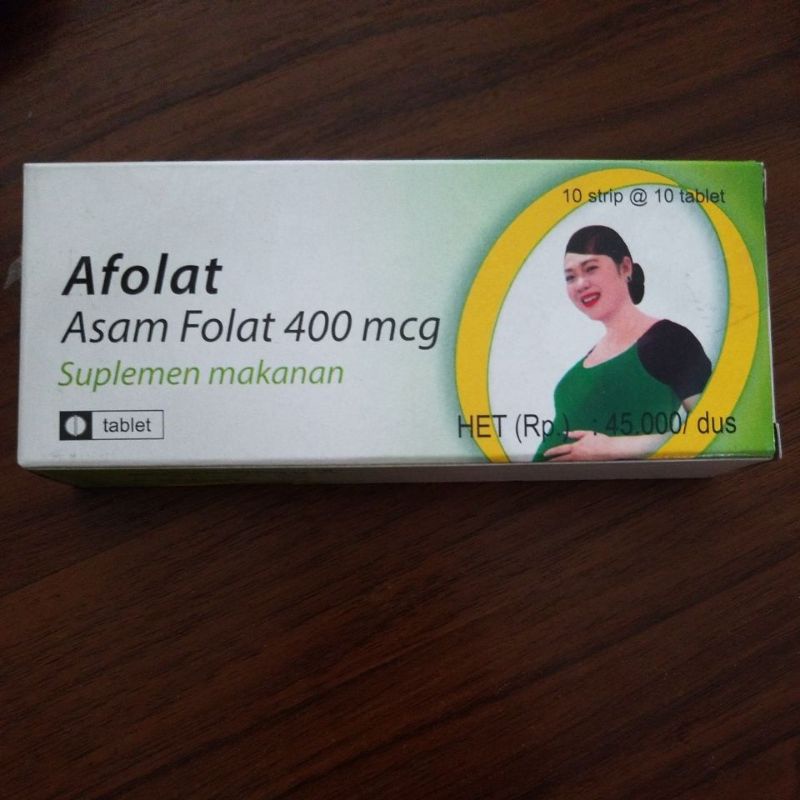 10 strip @ 10 tablet
Afolat
Asam Folat 400 mcg
Suplemen makanan
tablet
HET (Rp.) : 45.000/ dus